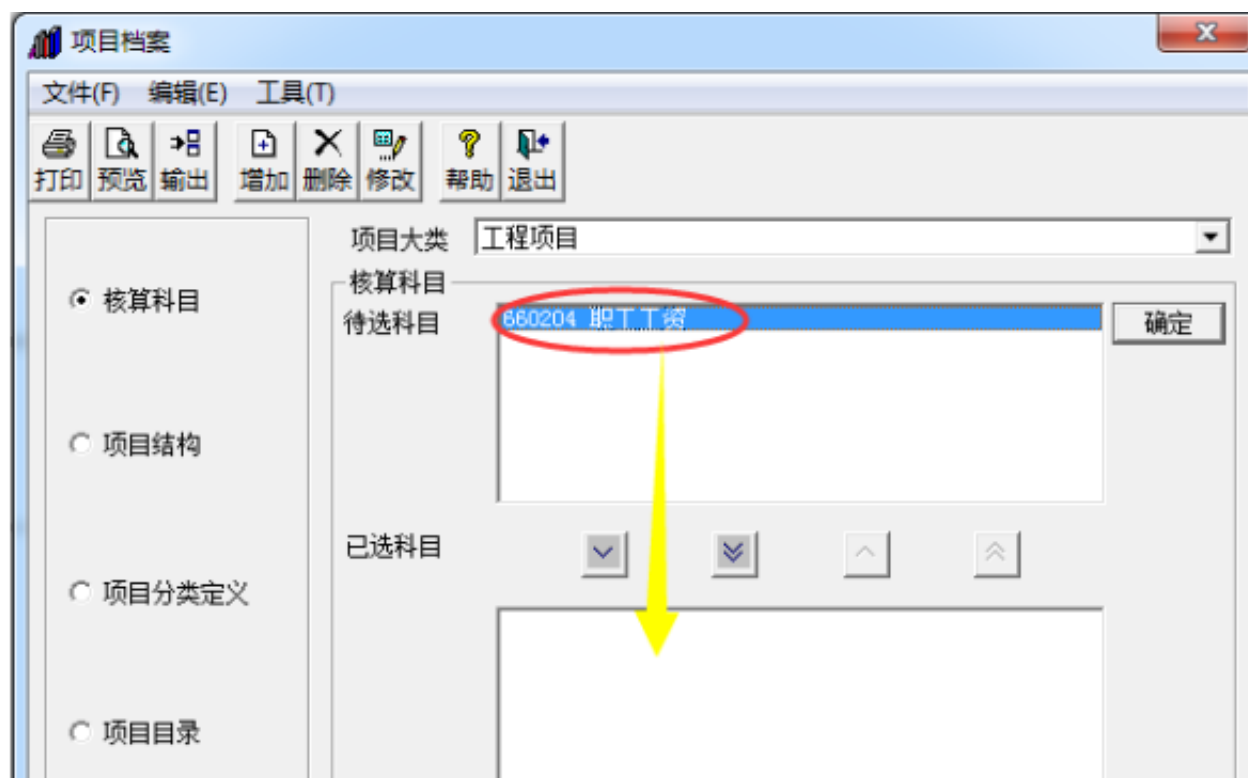 项目档案
文件(F) 编辑(E) 工具(T)
打印 预览 输出 增加 删除 修改 帮助 退出
项目大类 工程项目
核算科目
核算科目
待选科目 660204 职工工资 确定
项目结构
已选科目
项目分类定义
项目目录